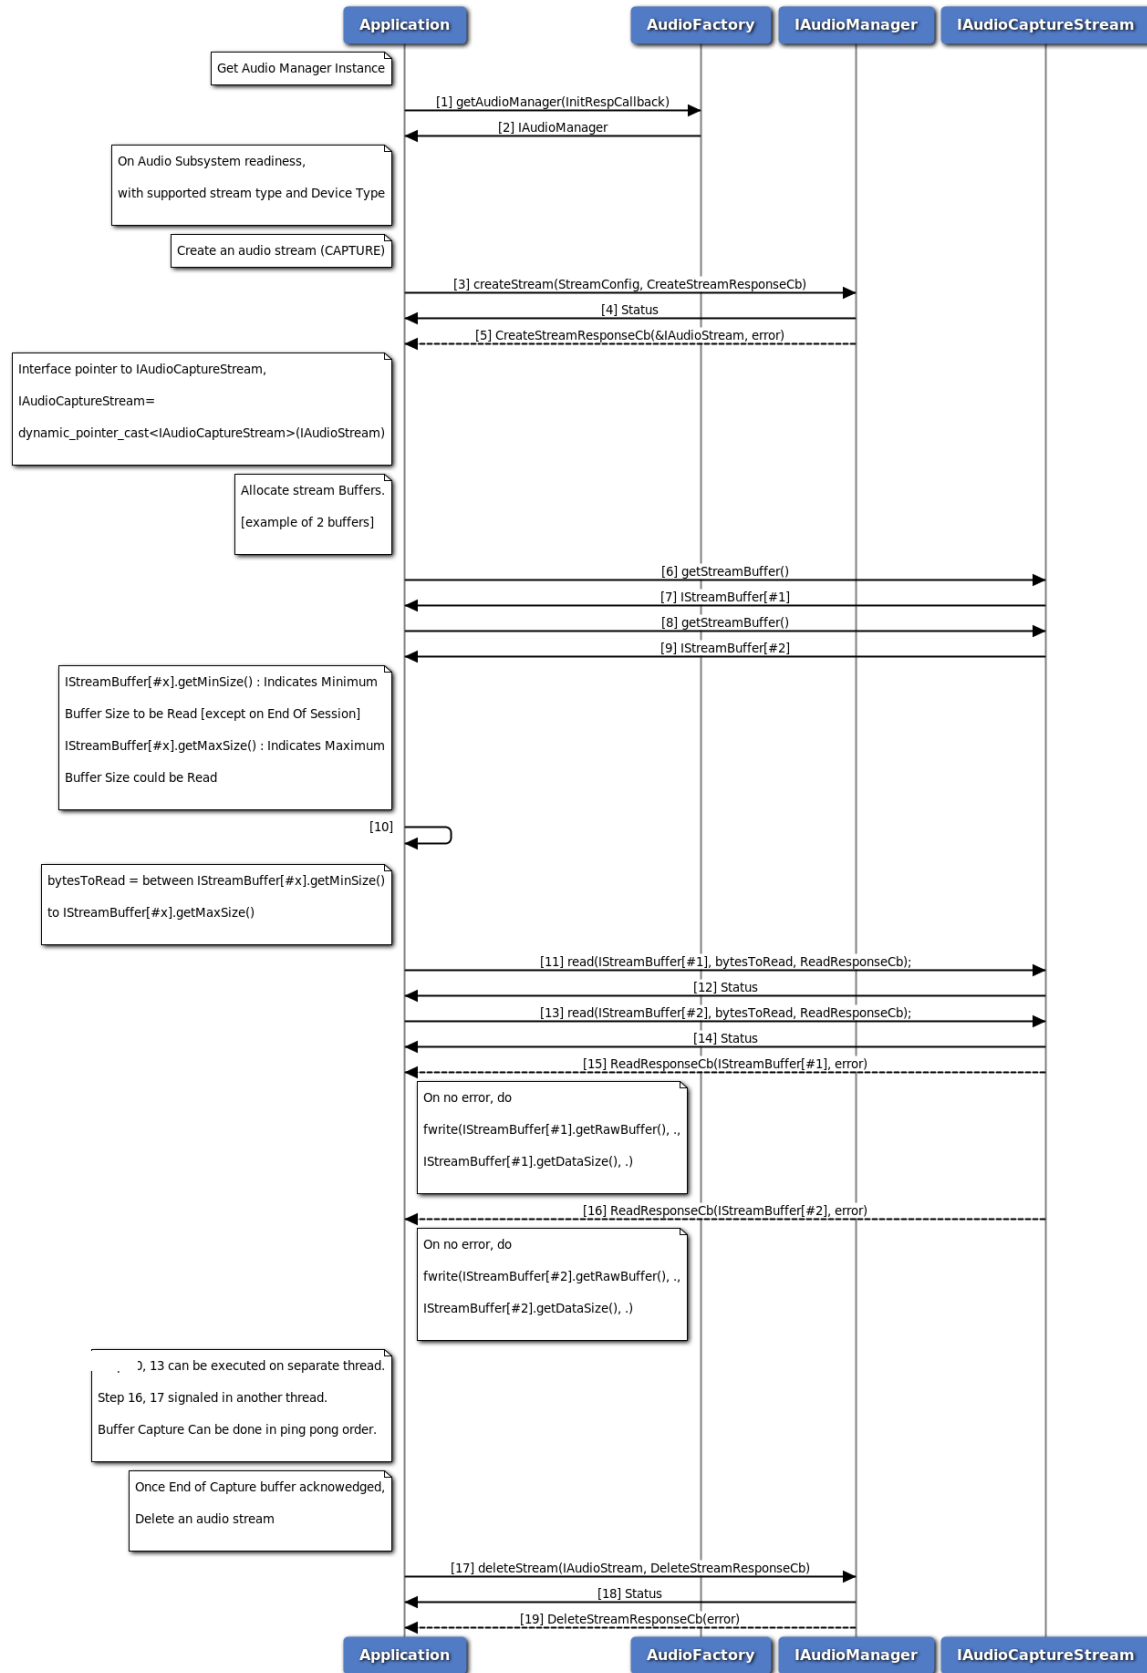 Application AudioFactory IAudioManager IAudioCaptureStream
Get Audio Manager Instance
[1] getAudioManager(InitRespCallback)
[2] IAudioManager
On Audio Subsystem readiness,
with supported stream type and Device Type
Create an audio stream (CAPTURE)
[3] createStream(StreamConfig, CreateStreamResponseCb)
[4] Status
[5] CreateStreamResponseCb(&IAudioStream, error)
Interface pointer to IAudioCaptureStream,
IAudioCaptureStream=
dynamic_pointer_cast<IAudioCaptureStream>(IAudioStream)
Allocate stream Buffers.
[example of 2 buffers]
[6] getStreamBuffer()
[7] IStreamBuffer[#1]
[8] getStreamBuffer()
[9] IStreamBuffer[#2]
IStreamBuffer[#x].getMinSize() : Indicates Minimum
Buffer Size to be Read [except on End Of Session]
IStreamBuffer[#x].getMaxSize() : Indicates Maximum
Buffer Size could be Read
[10]
bytesToRead = between IStreamBuffer[#x].getMinSize()
to IStreamBuffer[#x].getMaxSize()
[11] read(IStreamBuffer[#1], bytesToRead, ReadResponseCb);
[12] Status
[13] read(IStreamBuffer[#2], bytesToRead, ReadResponseCb);
[14] Status
[15] ReadResponseCb(IStreamBuffer[#1], error)
On no error, do
fwrite(IStreamBuffer[#1].getRawBuffer(), .,
IStreamBuffer[#1].getDataSize(), .)
[16] ReadResponseCb(IStreamBuffer[#2], error)
On no error, do
fwrite(IStreamBuffer[#2].getRawBuffer(), .,
IStreamBuffer[#2].getDataSize(), .)
13 can be executed on separate thread.
Step 16, 17 signaled in another thread.
Buffer Capture Can be done in ping pong order.
Once End of Capture buffer acknowedged,
Delete an audio stream
[17] deleteStream(IAudioStream, DeleteStreamResponseCb)
[18] Status
[19] DeleteStreamResponseCb(error)
Application AudioFactory IAudioManager IAudioCaptureStream